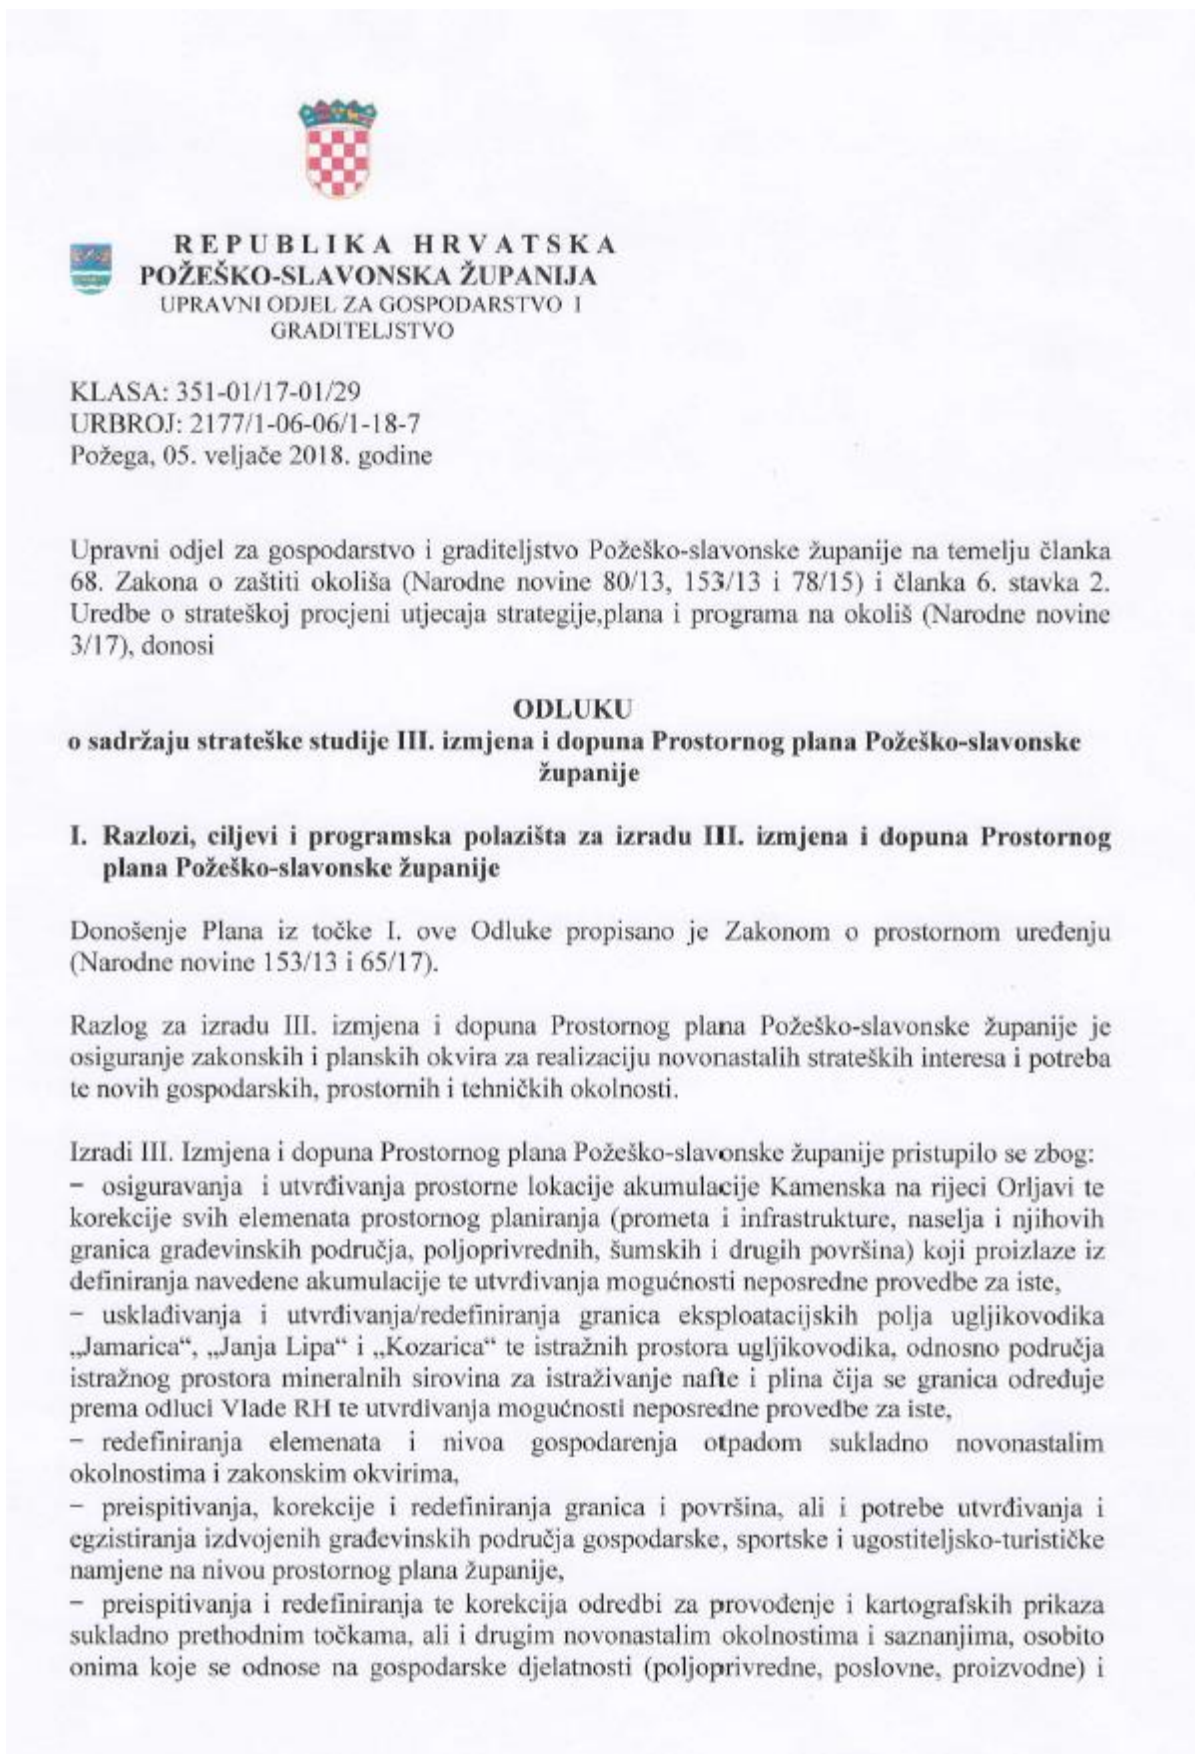 REPUBLIKA HRVATSKA
POŽEŠKO-SLAVONSKA ŽUPANIJA
UPRAVNI ODJEL ZA GOSPODARSTVO I
GRADITELJSTVO
KLASA: 351-01/17-01/29
URBROJ: 2177/1-06-06/1-18-7
Požega, 05. veljače 2018. godine
Upravni odjel za gospodarstvo i graditeljstvo Požeško-slavonske županije na temelju članka
68. Zakona o zaštiti okoliša (Narodne novine 80/13, 153/13 i 78/15) i članka 6. stavka 2.
Uredbe o strateškoj procjeni utjecaja strategije,plana i programa na okoliš (Narodne novine
3/17), donosi
ODLUKU
o sadržaju strateške studije III. izmjena i dopuna Prostornog plana Požeško-slavonske
županije
I. Razlozi, ciljevi i programska polazišta za izradu III. izmjena i dopuna Prostornog
plana Požeško-slavonske županije
Donošenje Plana iz točke I. ove Odluke propisano je Zakonom o prostornom uređenju
(Narodne novine 153/13 i 65/17).
Razlog za izradu III. izmjena i dopuna Prostornog plana Požeško-slavonske županije je
osiguranje zakonskih i planskih okvira za realizaciju novonastalih strateških interesa i potreba
te novih gospodarskih, prostornih i tehničkih okolnosti.
Izradi III. Izmjena i dopuna Prostornog plana Požeško-slavonske županije pristupilo se zbog:
− osiguravanja i utvrđivanja prostorne lokacije akumulacije Kamenska na rijeci Orljavi te
korekcije svih elemenata prostornog planiranja (prometa i infrastrukture, naselja i njihovih
granica građevinskih područja, poljoprivrednih, šumskih i drugih površina) koji proizlaze iz
definiranja navedene akumulacije te utvrđivanja mogućnosti neposredne provedbe za iste,
− usklađivanja i utvrđivanja/redefiniranja granica eksploatacijskih polja ugljikovodika
„Jamarica“, „Janja Lipa“ i „Kozarica“ te istražnih prostora ugljikovodika, odnosno područja
istražnog prostora mineralnih sirovina za istraživanje nafte i plina čija se granica određuje
prema odluci Vlade RH te utvrđivanja mogućnosti neposredne provedbe za iste,
− redefiniranja elemenata i nivoa gospodarenja otpadom sukladno novonastalim
okolnostima i zakonskim okvirima,
− preispitivanja, korekcije i redefiniranja granica i površina, ali i potrebe utvrđivanja i
egzistiranja izdvojenih građevinskih područja gospodarske, sportske i ugostiteljsko-turističke
namjene na nivou prostornog plana županije,
− preispitivanja i redefiniranja te korekcija odredbi za provođenje i kartografskih prikaza
sukladno prethodnim točkama, ali i drugim novonastalim okolnostima i saznanjima, osobito
onima koje se odnose na gospodarske djelatnosti (poljoprivredne, poslovne, proizvodne) i